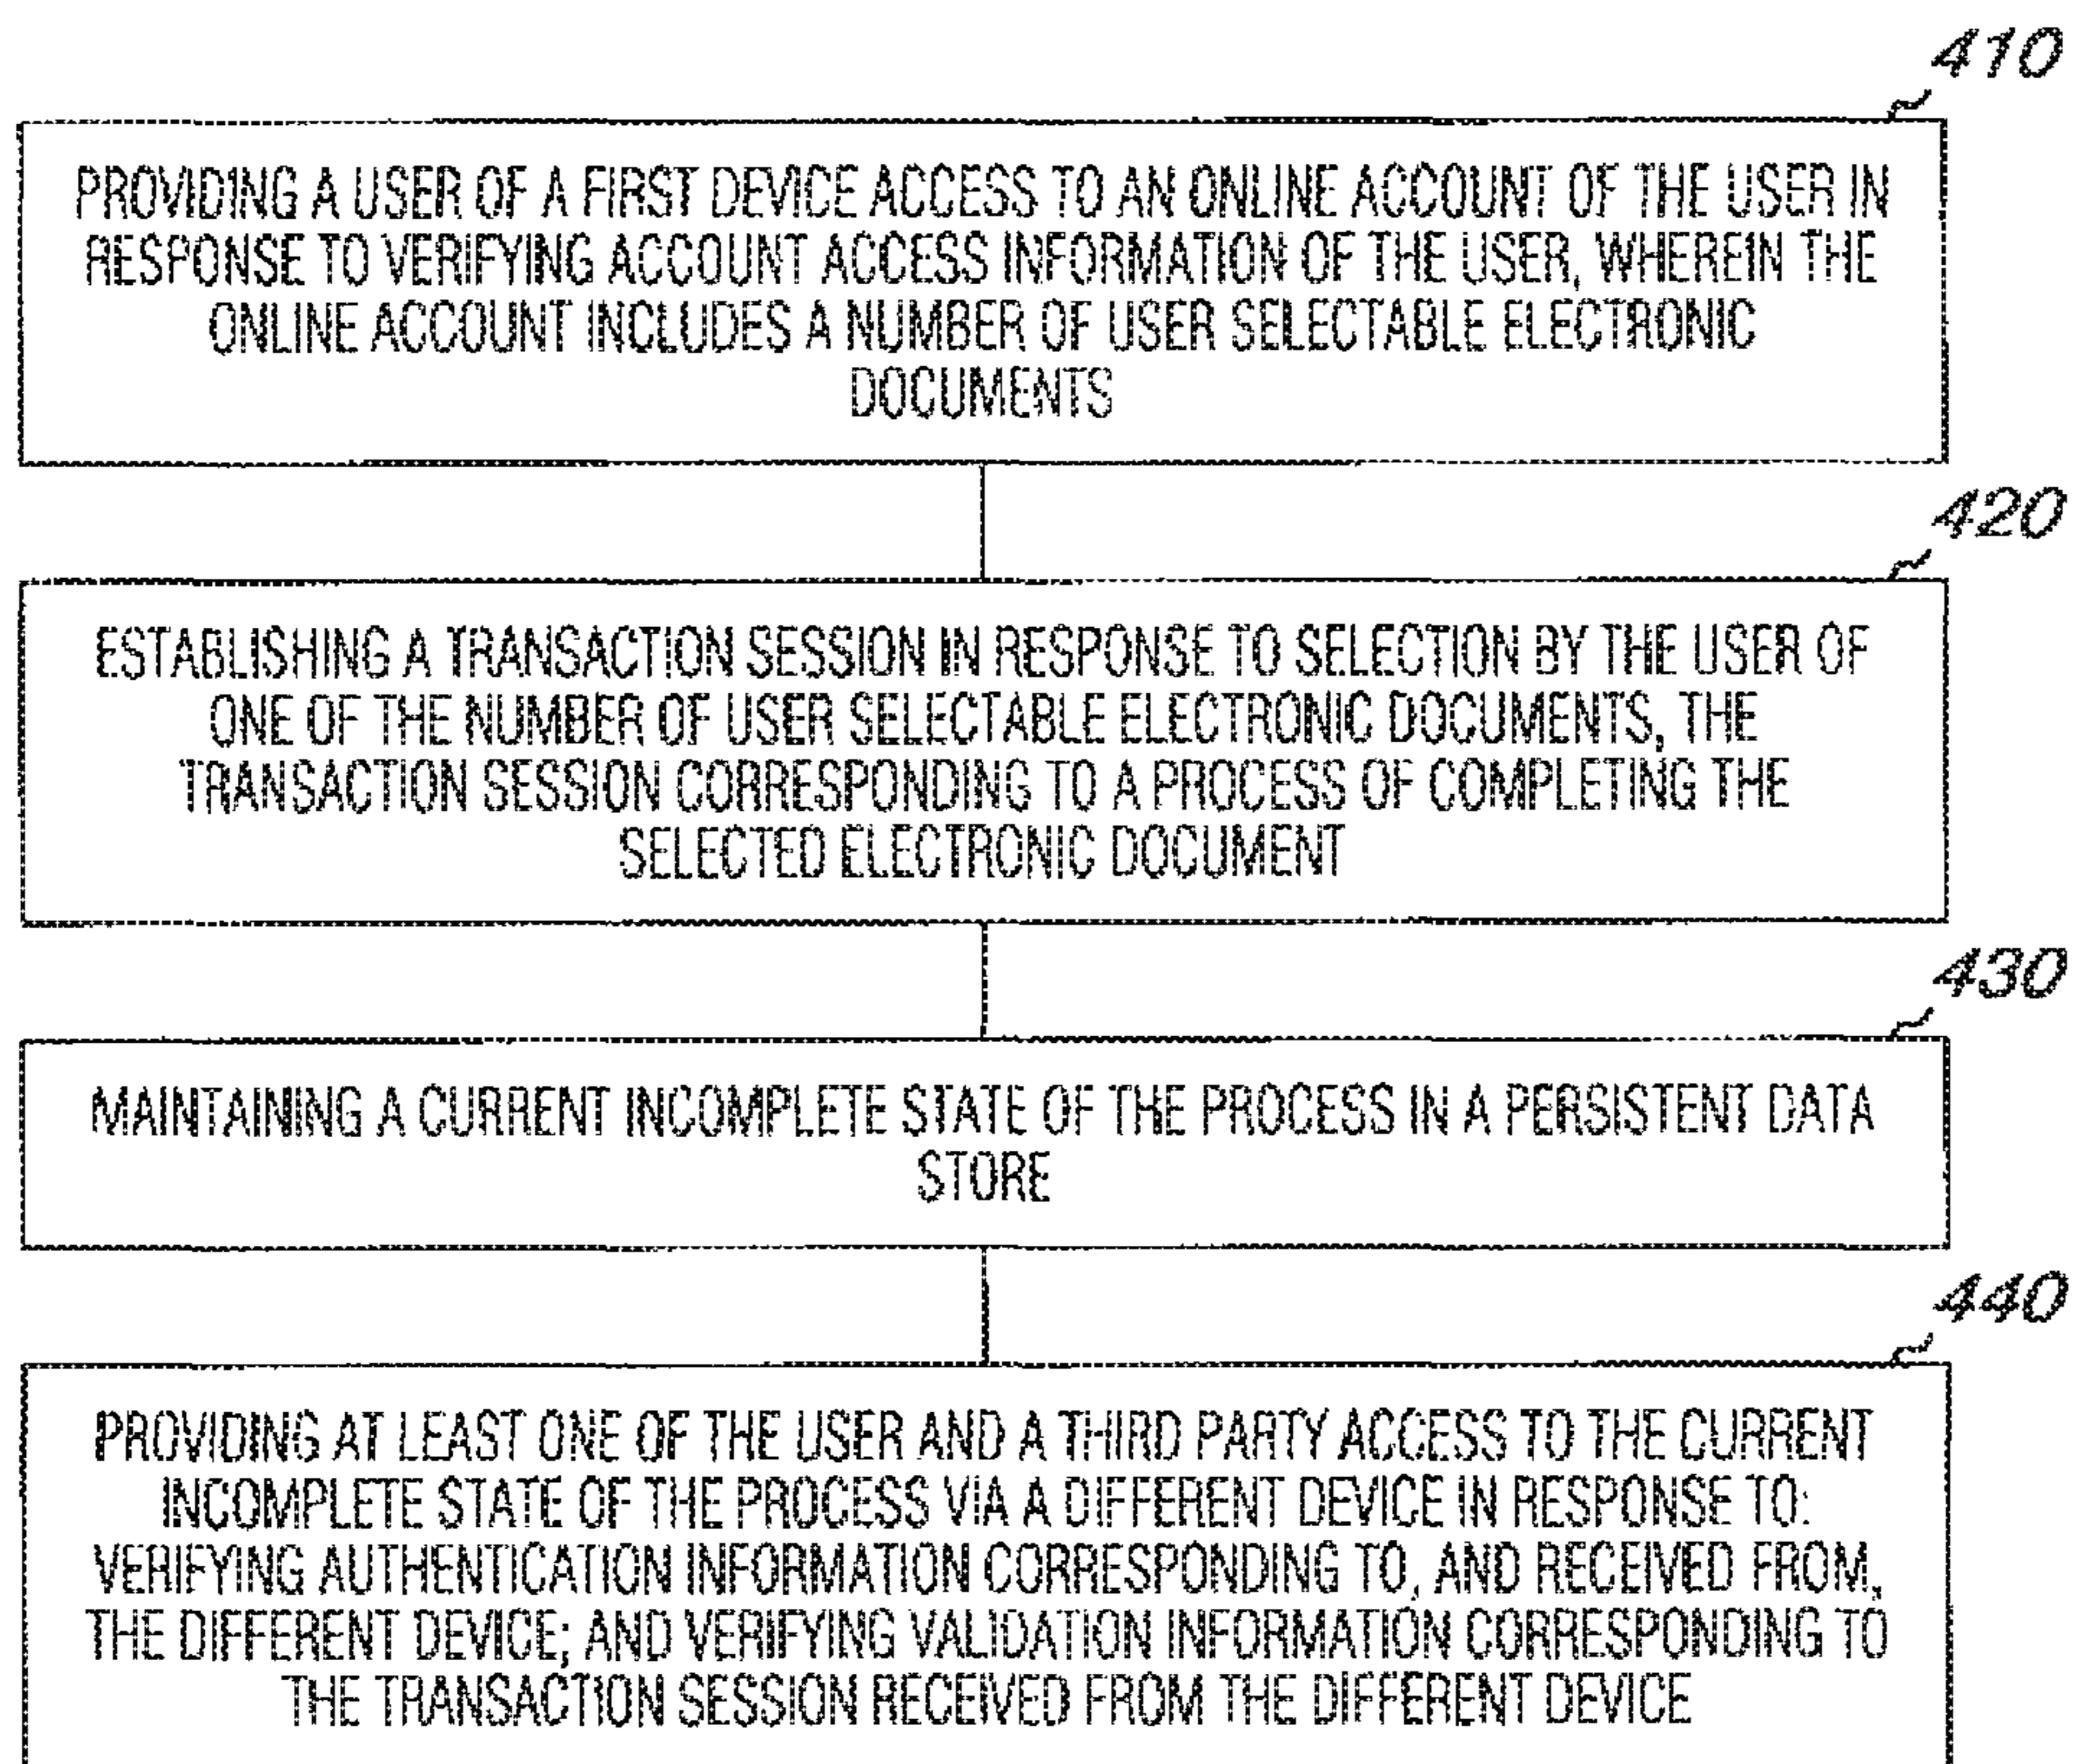 410
PROVIDING A USER OF A FIRST DEVICE ACCESS TO AN ONLINE ACCOUNT OF THE USER IN
RESPONSE TO VERIFYING ACCOUNT ACCESS INFORMATION OF THE USER, WHEREIN THE
ONLINE ACCOUNT INCLUDES A NUMBER OF USER SELECTABLE ELECTRONIC
DOCUMENTS
420
ESTABLISHING A TRANSACTION SESSION IN RESPONSE TO SELECTION BY THE USER OF
ONE OF THE NUMBER OF USER SELECTABLE ELECTRONIC DOCUMENTS, THE
TRANSACTION SESSION CORRESPONDING TO A PROCESS OF COMPLETING THE
SELECTED ELECTRONIC DOCUMENT
430
MAINTAINING A CURRENT INCOMPLETE STATE OF THE PROCESS IN A PERSISTENT DATA
STORE
440
PROVIDING AT LEAST ONE OF THE USER AND A THIRD PARTY ACCESS TO THE CURRENT
INCOMPLETE STATE OF THE PROCESS VIA A DIFFERENT DEVICE IN RESPONSE TO:
VERIFYING AUTHENTICATION INFORMATION CORRESPONDING TO, AND RECEIVED FROM,
THE DIFFERENT DEVICE; AND VERIFYING VALIDATION INFORMATION CORRESPONDING TO
THE TRANSACTION SESSION RECEIVED FROM THE DIFFERENT DEVICE